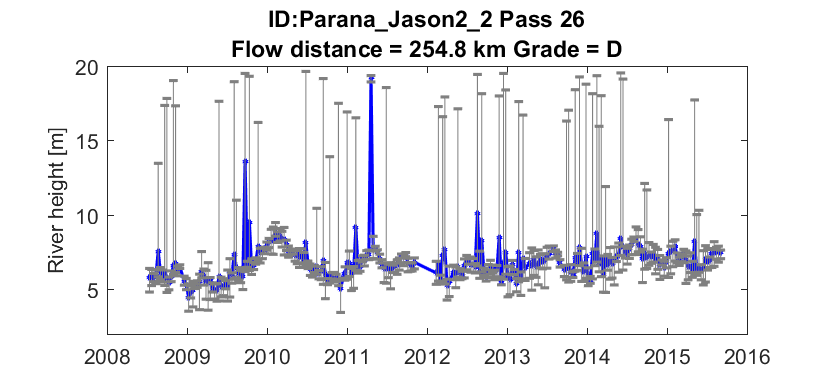 ID:Parana_Jason2_2 Pass 26
Flow distance = 254.8 km Grade = D
River height [m]
20
15
10
5
2008 2009 2010 2011 2012 2013 2014 2015 2016